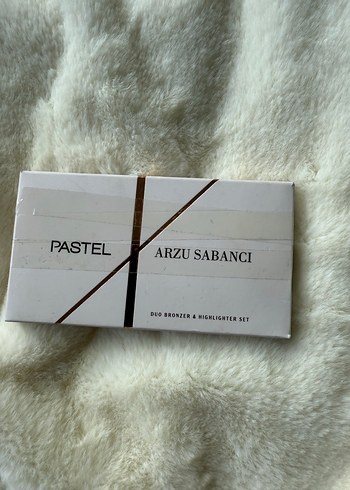 PASTEL
ARZU SABANCI
DUO BRONZER & HIGHLIGHTER SET